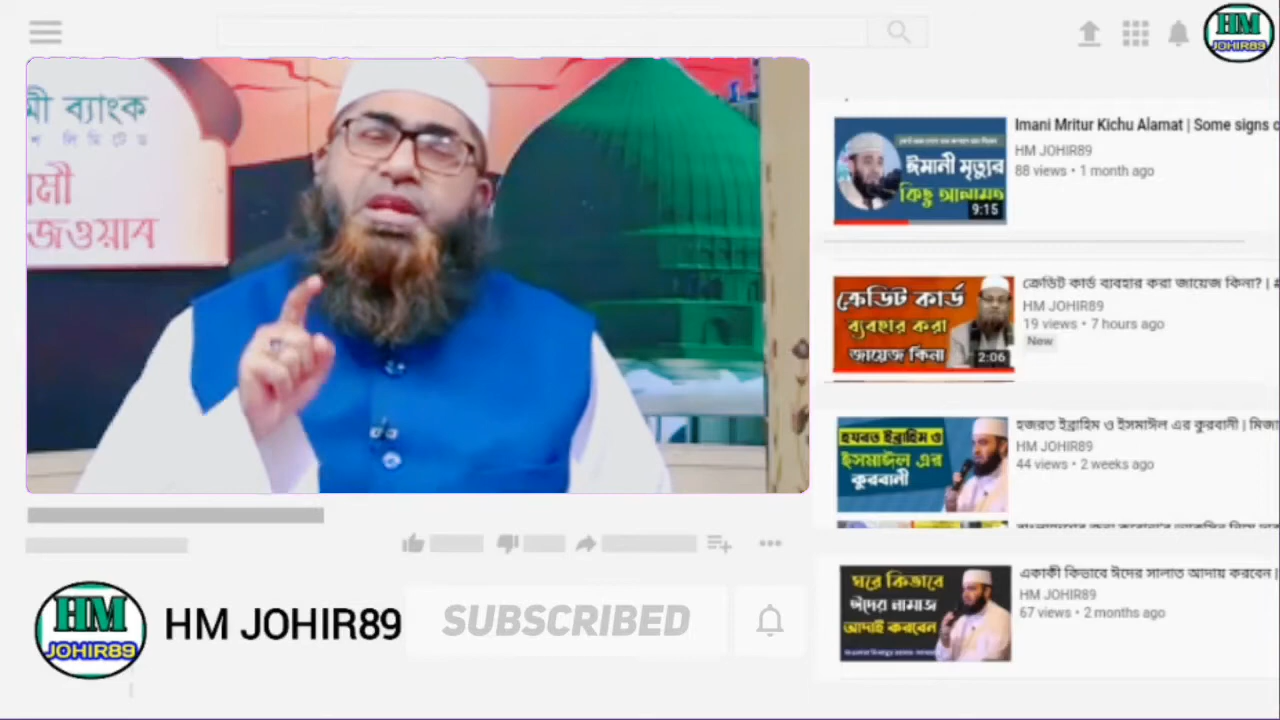 HM
JOHIR89
মী ব্যাংক
শ লিমিটেড
মী
জওয়াব
Imani Mritur Kichu Alamat | Some signs o
HM JOHIR89
88 views • 1 month ago
ঈমানী মৃত্যুর
কিছু আলামত
9:15
ক্রেডিট কার্ড
ব্যবহার করা
জায়েজ কিনা
2:06
ক্রেডিট কার্ড ব্যবহার করা জায়েজ কিনা? | #
HM JOHIR89
19 views • 7 hours ago
New
হযরত ইব্রাহিম ও
ইসমাঈল এর
কুরবানী
হজরত ইব্রাহিম ও ইসমাঈল এর কুরবানী | মিজা
HM JOHIR89
44 views • 2 weeks ago
ঘরে কিভাবে
ঈদের নামাজ
আদাই করবেন
একাকী কিভাবে ঈদের সালাত আদায় করবেন |
HM JOHIR89
67 views • 2 months ago
HM
JOHIR89
HM JOHIR89
SUBSCRIBED